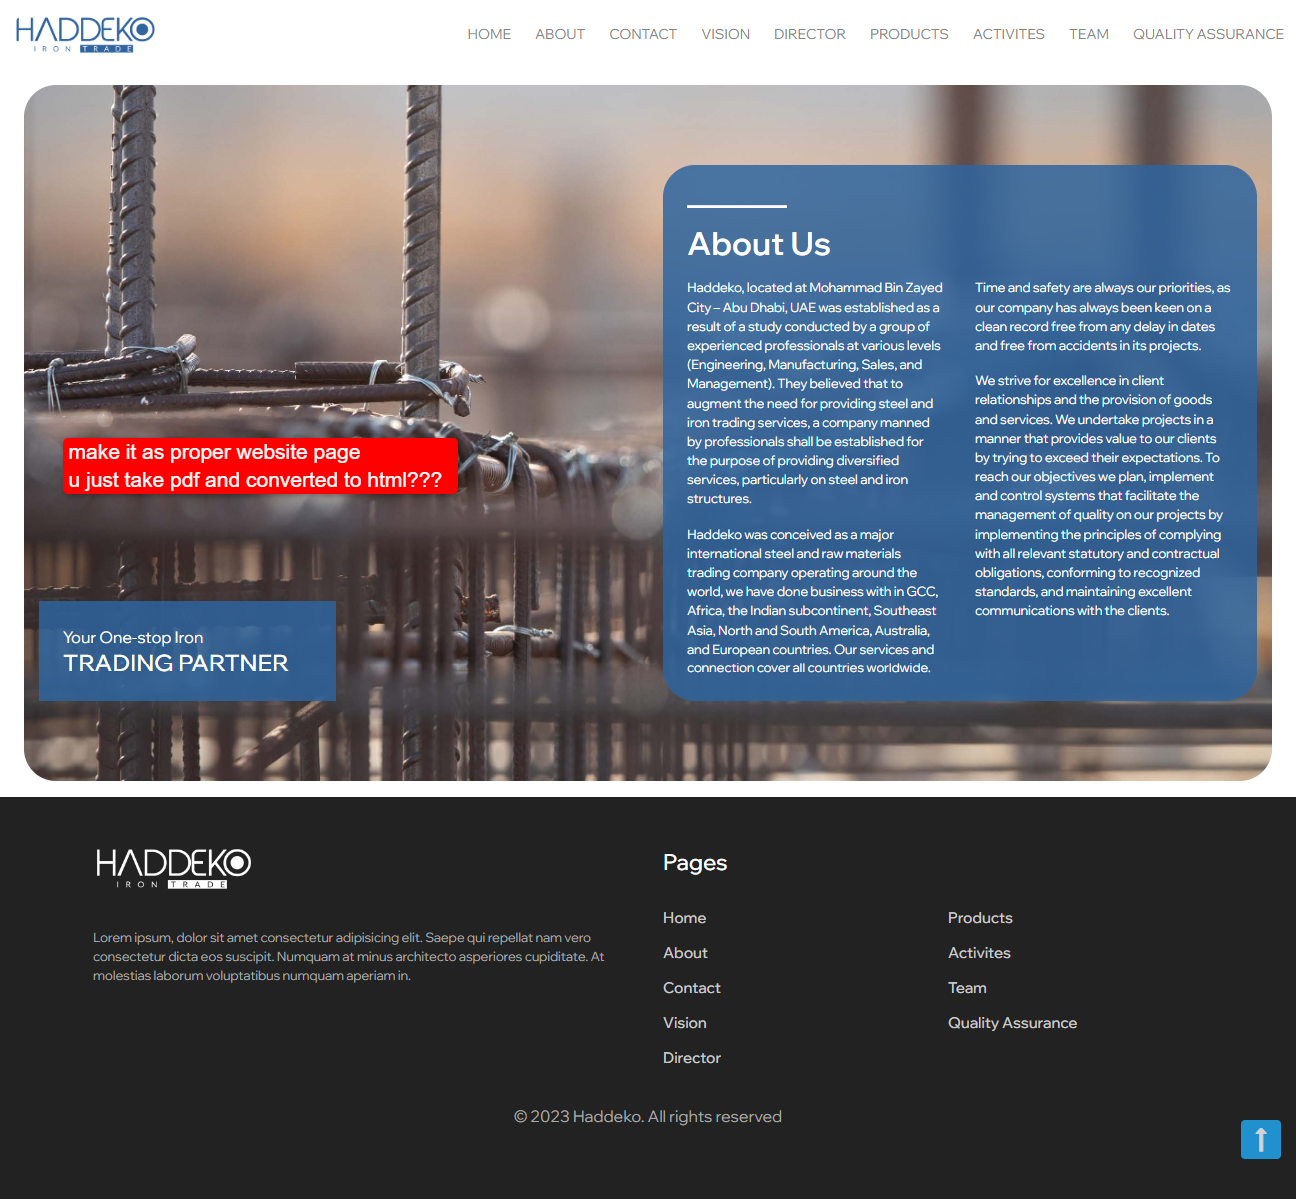 HADDEKO
IRON TRADE
HOME ABOUT CONTACT VISION DIRECTOR PRODUCTS ACTIVITES TEAM QUALITY ASSURANCE
make it as proper website page
u just take pdf and converted to html???
Your One-stop Iron
TRADING PARTNER
About Us
Haddeko, located at Mohammad Bin Zayed
City – Abu Dhabi, UAE was established as a
result of a study conducted by a group of
experienced professionals at various levels
(Engineering, Manufacturing, Sales, and
Management). They believed that to
augment the need for providing steel and
iron trading services, a company manned
by professionals shall be established for
the purpose of providing diversified
services, particularly on steel and iron
structures.
Haddeko was conceived as a major
international steel and raw materials
trading company operating around the
world, we have done business with in GCC,
Africa, the Indian subcontinent, Southeast
Asia, North and South America, Australia,
and European countries. Our services and
connection cover all countries worldwide.
Time and safety are always our priorities, as
our company has always been keen on a
clean record free from any delay in dates
and free from accidents in its projects.
We strive for excellence in client
relationships and the provision of goods
and services. We undertake projects in a
manner that provides value to our clients
by trying to exceed their expectations. To
reach our objectives we plan, implement
and control systems that facilitate the
management of quality on our projects by
implementing the principles of complying
with all relevant statutory and contractual
obligations, conforming to recognized
standards, and maintaining excellent
communications with the clients.
HADDEKO
IRON TRADE
Lorem ipsum, dolor sit amet consectetur adipisicing elit. Saepe qui repellat nam vero
consectetur dicta eos suscipit. Numquam at minus architecto asperiores cupiditate. At
molestias laborum voluptatibus numquam aperiam in.
Pages
Home
About
Contact
Vision
Director
Products
Activites
Team
Quality Assurance
© 2023 Haddeko. All rights reserved